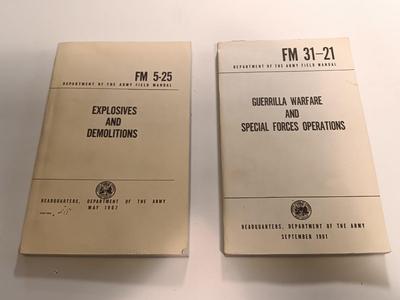 FM 5-25
DEPARTMENT OF THE ARMY FIELD MANUAL
EXPLOSIVES
AND
DEMOLITIONS
HEADQUARTERS, DEPARTMENT OF THE ARMY
MAY 1967
FM 31-21
DEPARTMENT OF THE ARMY FIELD MANUAL
GUERRILLA WARFARE
AND
SPECIAL FORCES OPERATIONS
HEADQUARTERS, DEPARTMENT OF THE ARMY
SEPTEMBER 1961